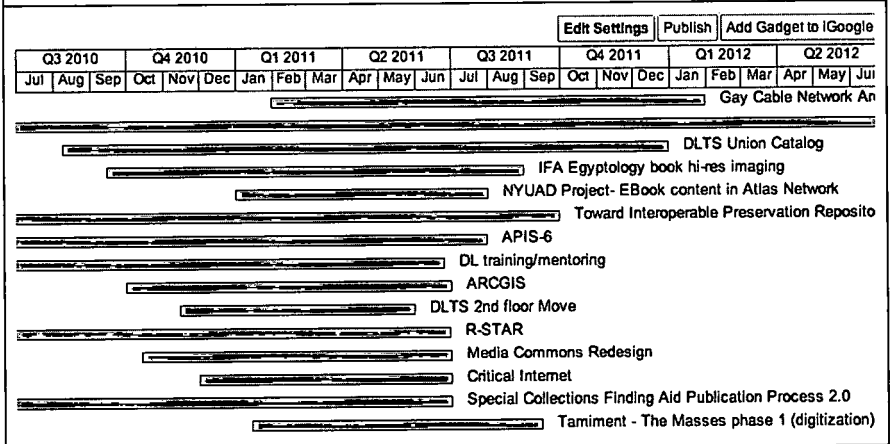 Edit Settings Publish Add Gadget to iGoogle
Q3 2010 Q4 2010 Q1 2011 Q2 2011 Q3 2011 Q4 2011 Q1 2012 Q2 2012
Jul Aug Sep Oct Nov Dec Jan Feb Mar Apr May Jun Jul Aug Sep Oct Nov Dec Jan Feb Mar Apr May Jun
Gay Cable Network An
DLTS Union Catalog
IFA Egyptology book hi-res imaging
NYUAD Project- EBook content in Atlas Network
Toward Interoperable Preservation Reposito
APIS-6
DL training/mentoring
ARCGIS
DLTS 2nd floor Move
R-STAR
Media Commons Redesign
Critical Internet
Special Collections Finding Aid Publication Process 2.0
Tamiment - The Masses phase 1 (digitization)